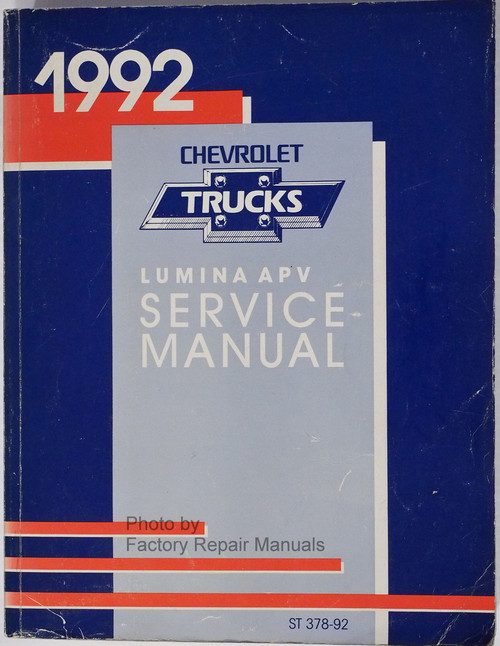 1992
CHEVROLET
TRUCKS
LUMINA APV
SERVICE
MANUAL
Photo by
Factory Repair Manuals
ST 378-92